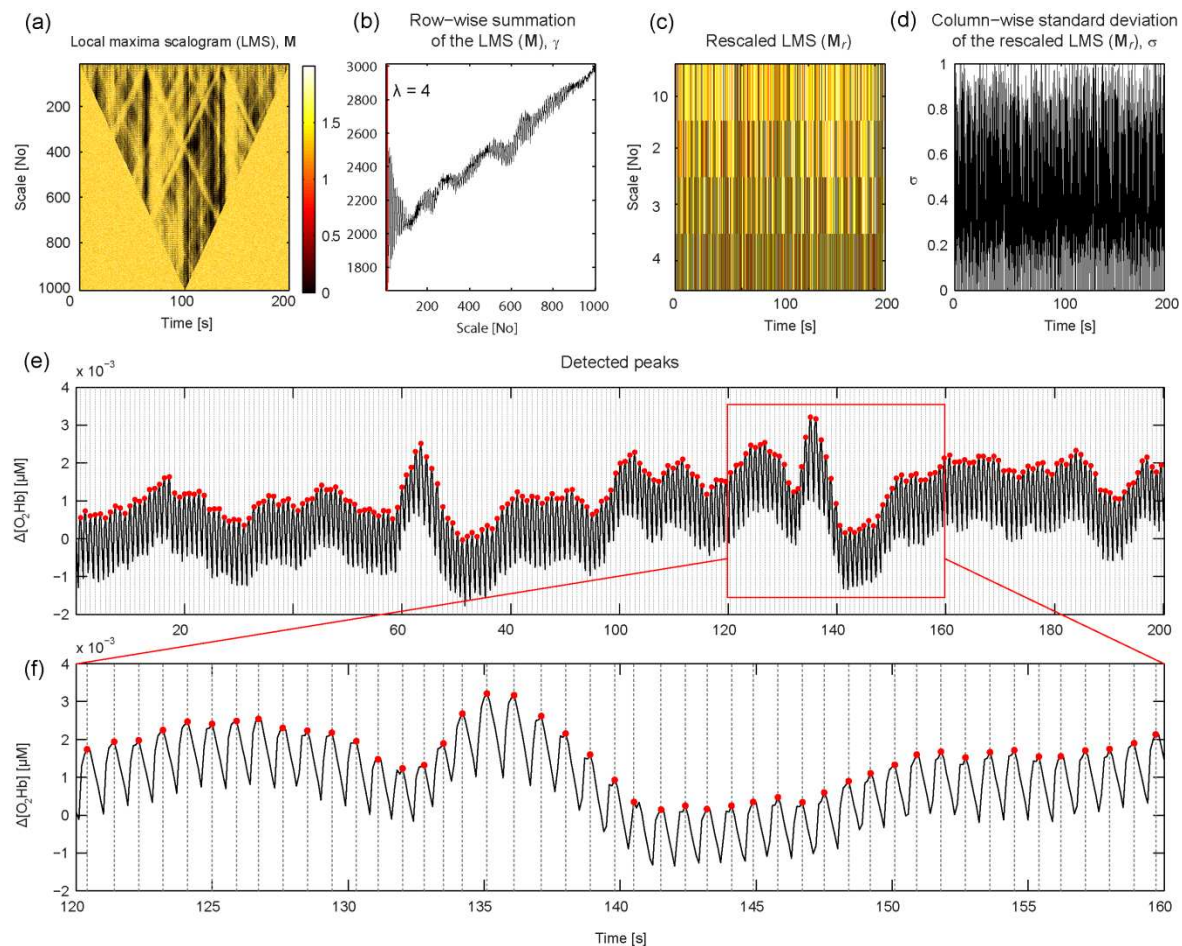 (a)
Local maxima scalogram (LMS), M
Scale [No]
200
400
600
800
1000
0
100
200
Time [s]
1.5
1
0.5
0
(b)
Row−wise summation
of the LMS (M), γ
λ = 4
3000
2800
2600
2400
2200
2000
1800
200
400
600
800
1000
Scale [No]
(c)
Rescaled LMS (Mr)
Scale [No]
10
2
3
4
0
100
200
Time [s]
(d)
Column−wise standard deviation
of the rescaled LMS (Mr), σ
σ
1
0.8
0.6
0.4
0.2
0
0
100
200
Time [s]
(e)
Detected peaks
x 10−3
Δ[O2Hb] [µM]
4
3
2
1
0
−1
−2
20
60
40
80
100
120
140
160
180
200
(f)
x 10−3
Δ[O2Hb] [µM]
4
3
2
1
0
−1
−2
120
125
130
135
140
145
150
155
160
Time [s]